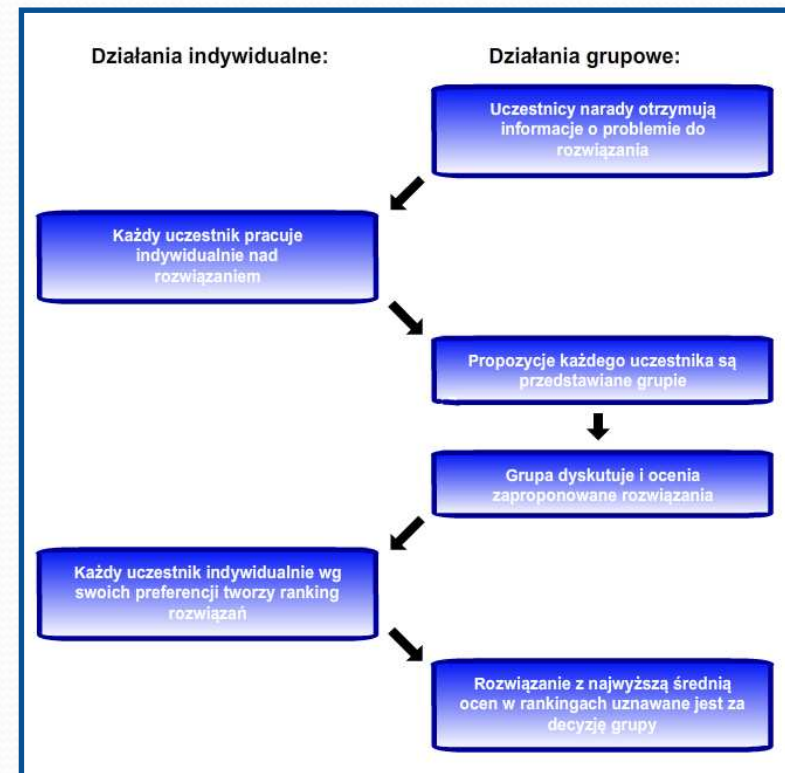 Działania indywidualne:
Działania grupowe:
Uczestnicy narady otrzymują
informacje o problemie do
rozwiązania
Każdy uczestnik pracuje
indywidualnie nad
rozwiązaniem
Propozycje każdego uczestnika są
przedstawiane grupie
Grupa dyskutuje i ocenia
zaproponowane rozwiązania
Każdy uczestnik indywidualnie wg
swoich preferencji tworzy ranking
rozwiązań
Rozwiązanie z najwyższą średnią
ocen w rankingach uznawane jest za
decyzję grupy